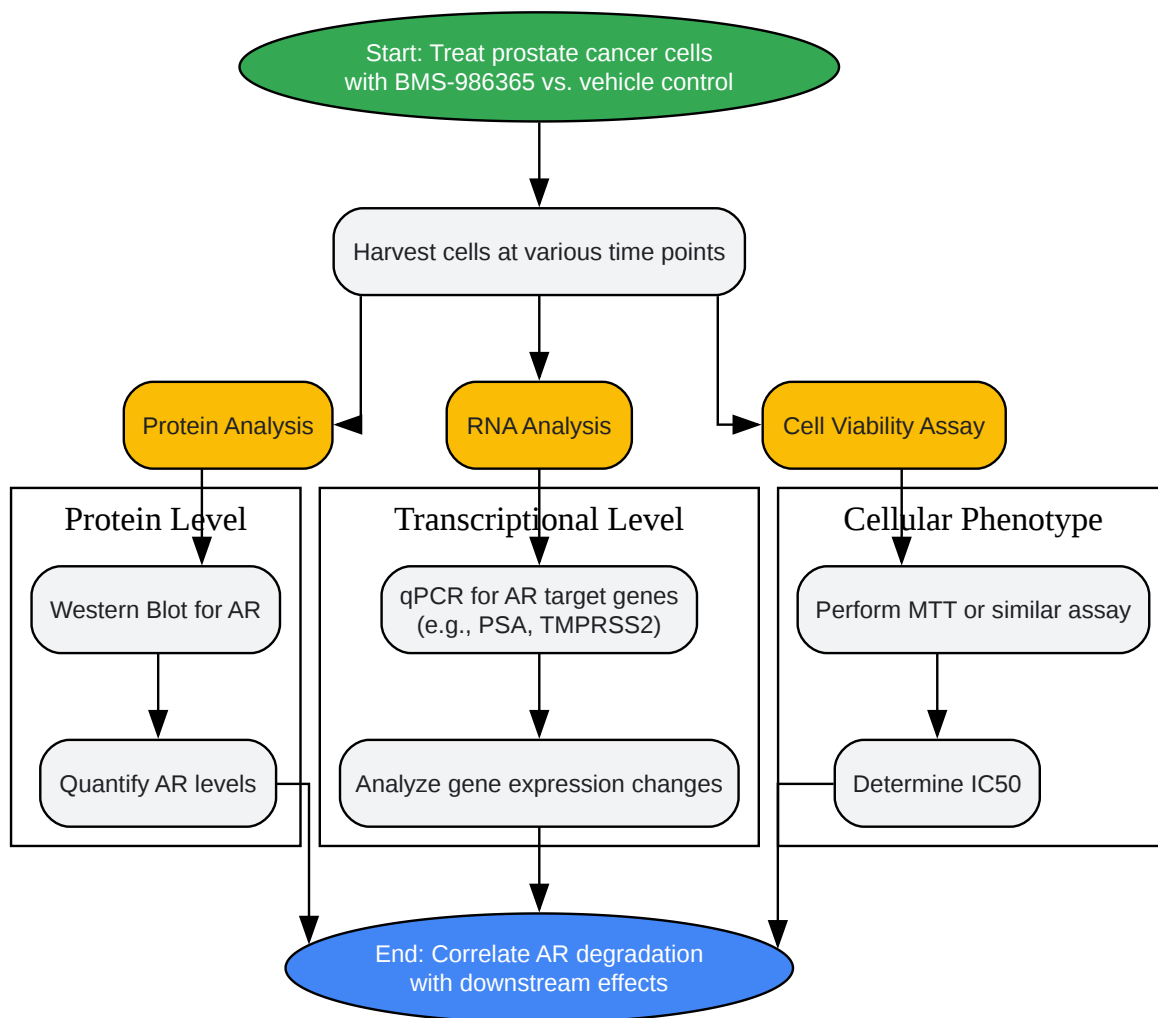 Start: Treat prostate cancer cells
with BMS-986365 vs. vehicle control
Harvest cells at various time points
Protein Analysis
RNA Analysis
Cell Viability Assay
Protein Level
Transcriptional Level
Cellular Phenotype
Western Blot for AR
qPCR for AR target genes
(e.g., PSA, TMPRSS2)
Perform MTT or similar assay
Quantify AR levels
Analyze gene expression changes
Determine IC50
End: Correlate AR degradation
with downstream effects